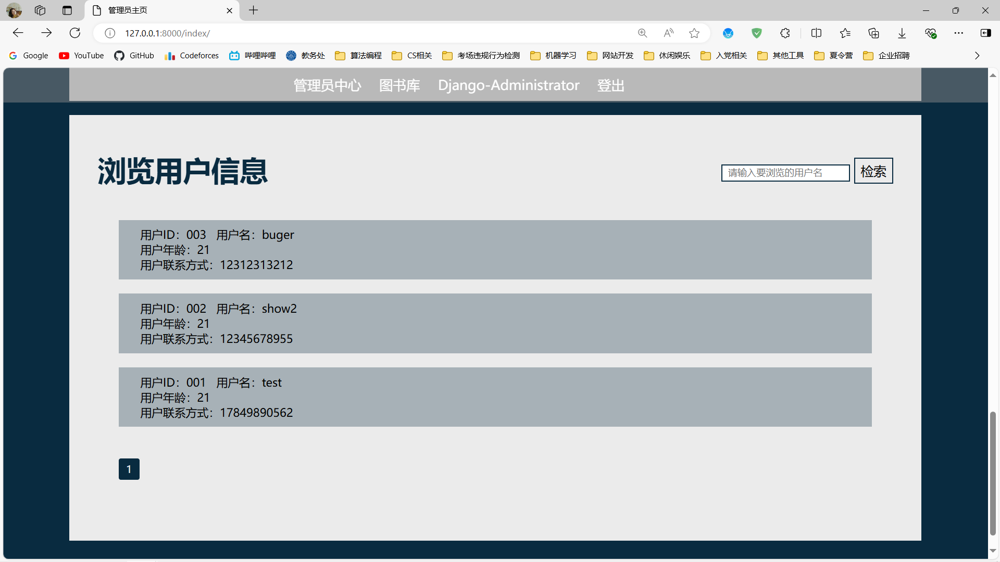 管理员主页
127.0.0.1:8000/index/
Google YouTube GitHub Codeforces 哔哩哔哩 教务处 算法编程 CS相关 考场违规行为检测 机器学习 网站开发 休闲娱乐 入党相关 其他工具 夏令营 企业招聘
管理员中心 图书库 Django-Administrator 登出
浏览用户信息
请输入要浏览的用户名 检索
用户ID：003 用户名：buger
用户年龄：21
用户联系方式：12312313212
用户ID：002 用户名：show2
用户年龄：21
用户联系方式：12345678955
用户ID：001 用户名：test
用户年龄：21
用户联系方式：17849890562
1